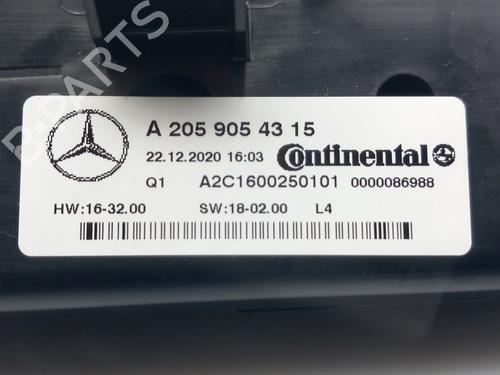 B-PARTS
A 205 905 43 15
22.12.2020 16:03 Continental
Q1 A2C1600250101 0000086988
HW:16-32.00 SW:18-02.00 L4